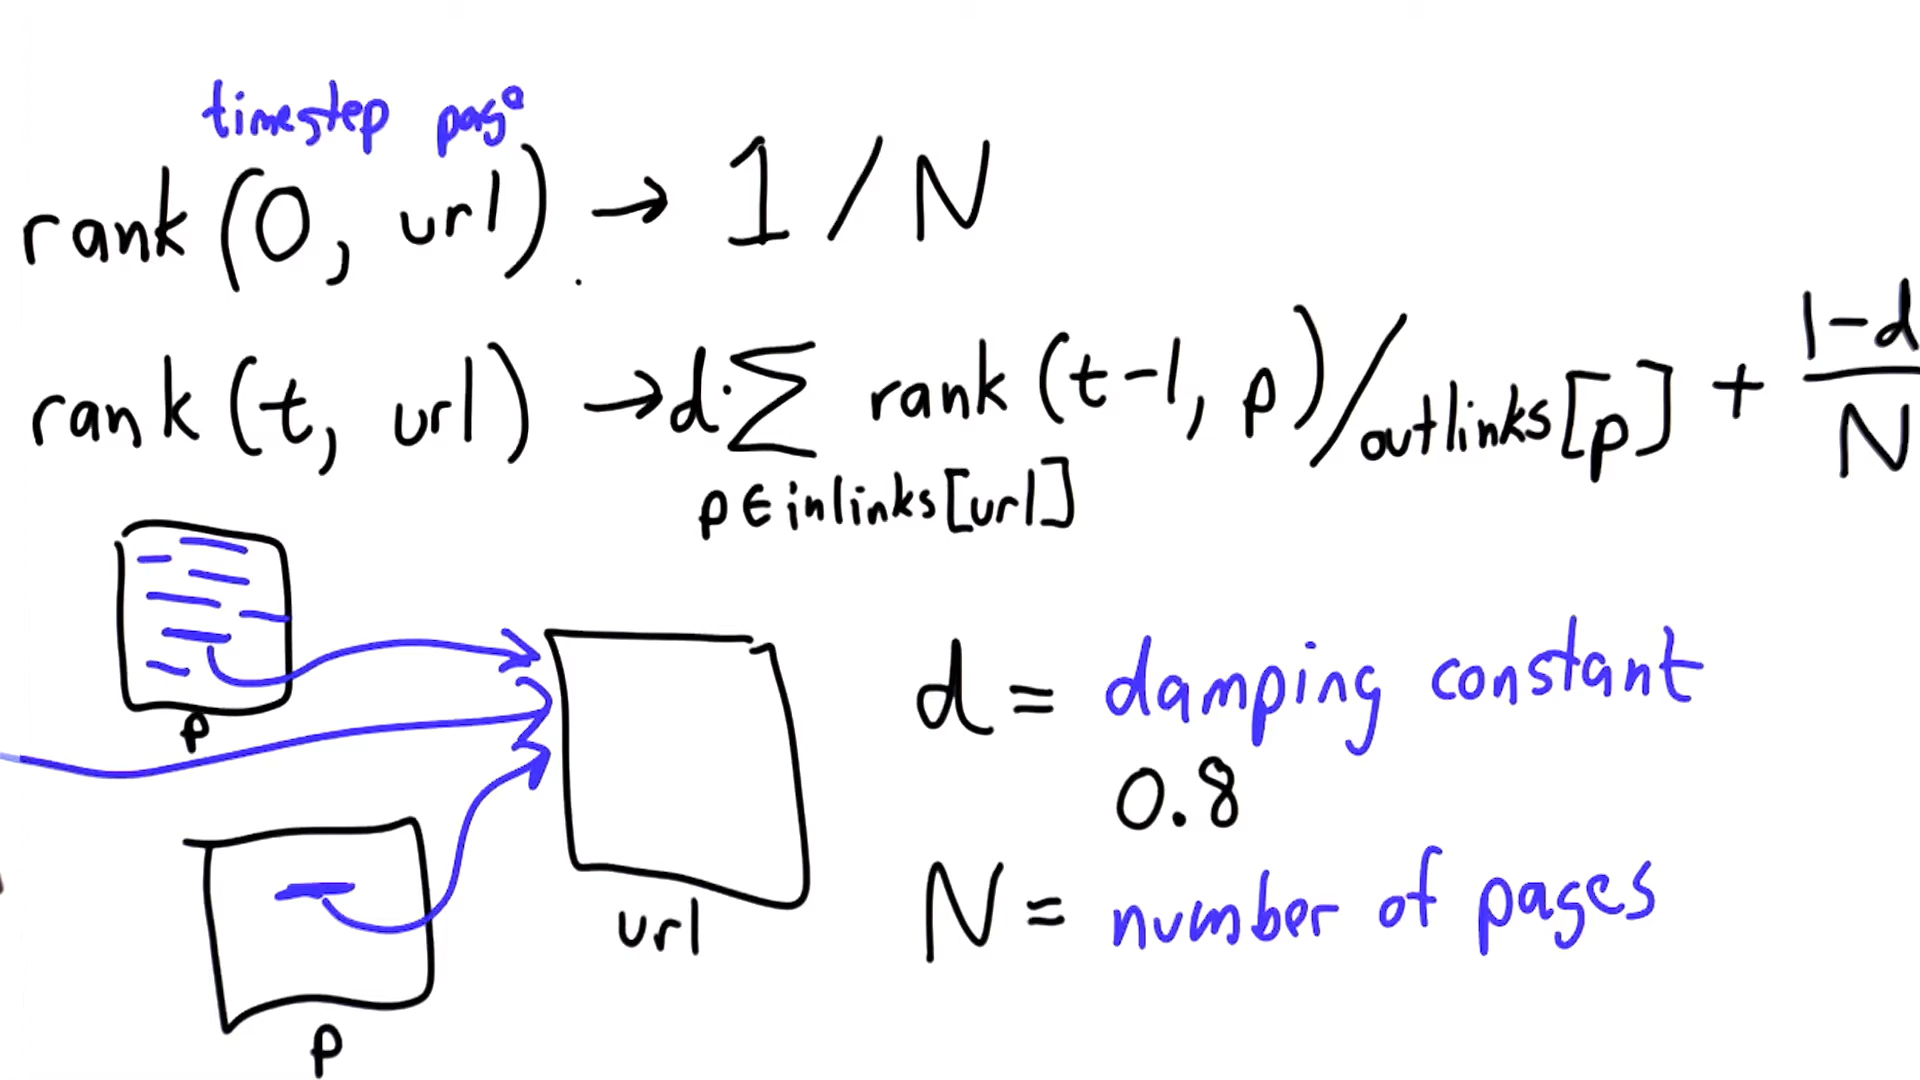 timestep page
rank(0, url) → 1/N
rank(t, url) → d·∑ rank(t-1, p)/outlinks[p] + 1-d/N
p∈inlinks[url]
p
d = damping constant
0.8
N = number of pages
url
p